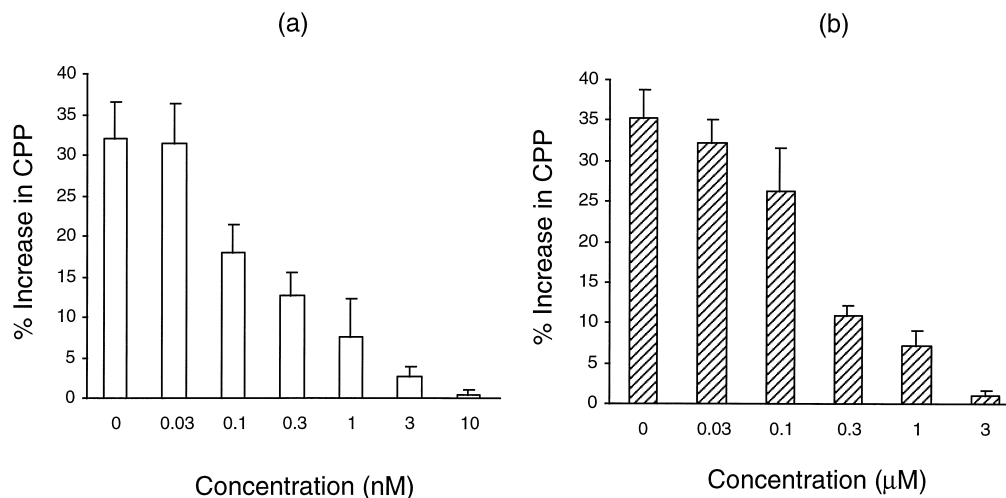 (a)
% Increase in CPP
40
35
30
25
20
15
10
5
0
0 0.03 0.1 0.3 1 3 10
Concentration (nM)
(b)
% Increase in CPP
40
35
30
25
20
15
10
5
0
0 0.03 0.1 0.3 1 3
Concentration (μM)